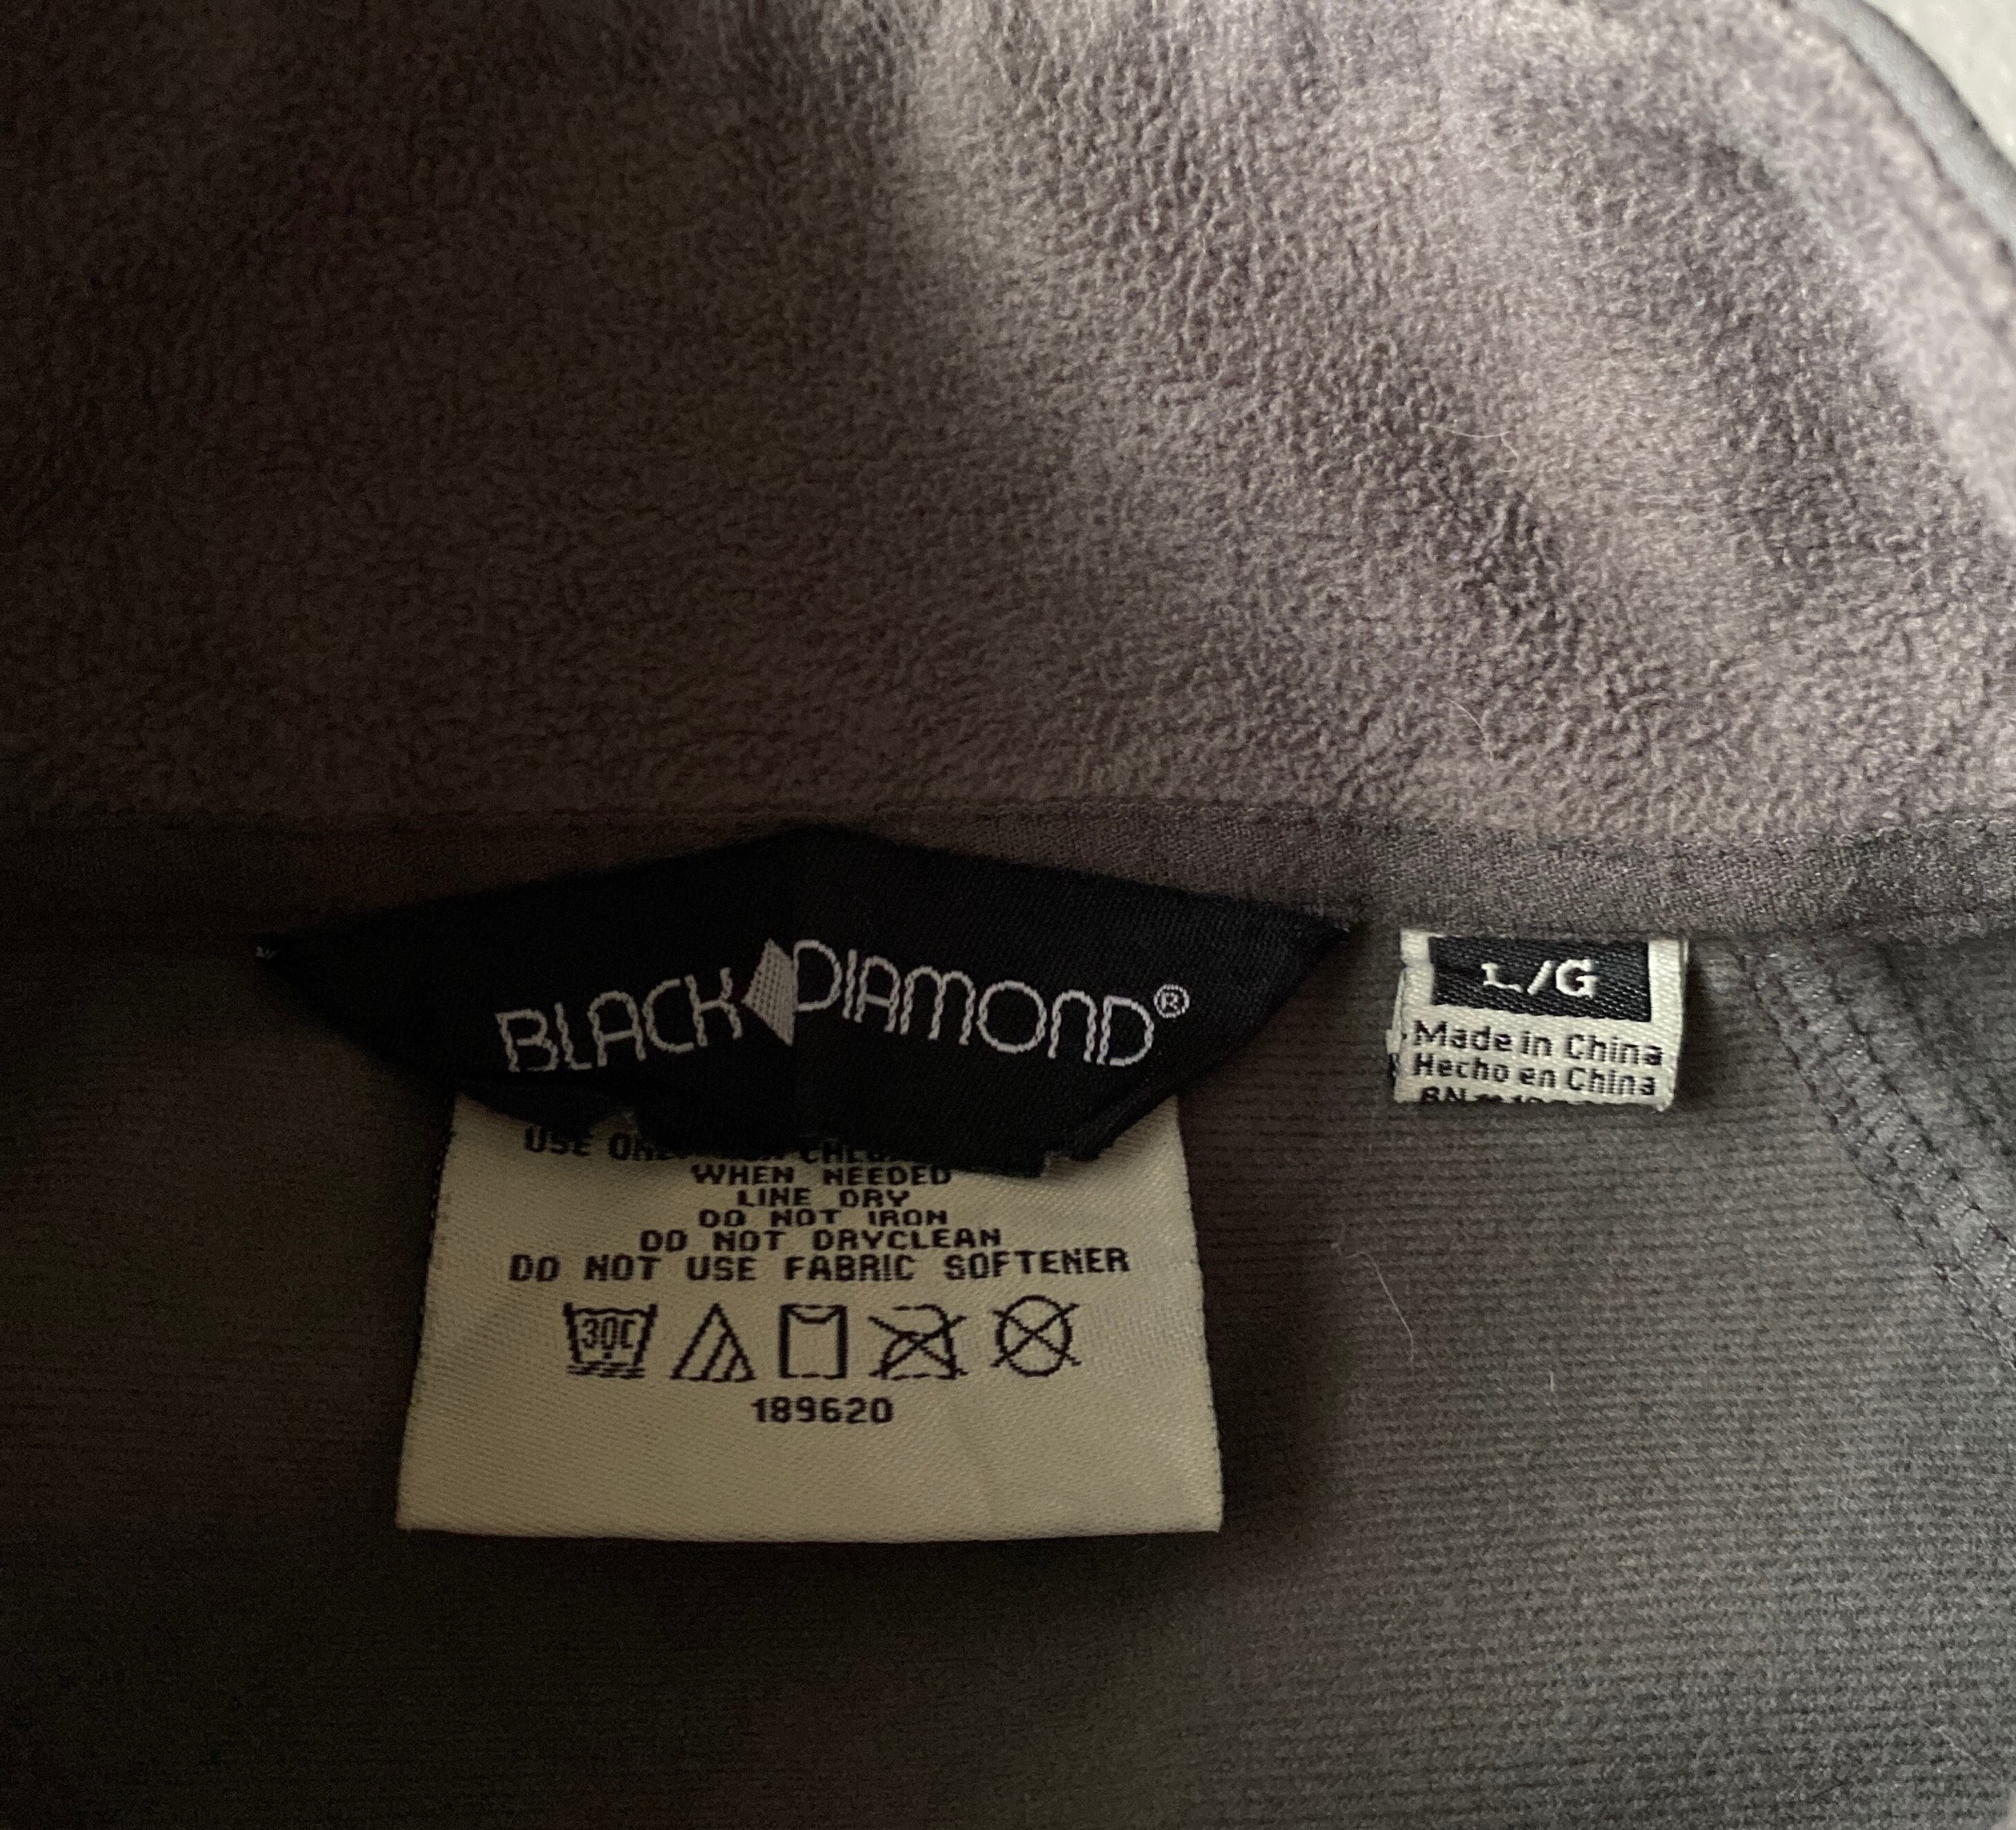 BLACK DIAMOND®
L/G
Made in China
Hecho en China
USE
WHEN NEEDED
LINE DRY
DO NOT IRON
DO NOT DRYCLEAN
DO NOT USE FABRIC SOFTENER
30C
189620